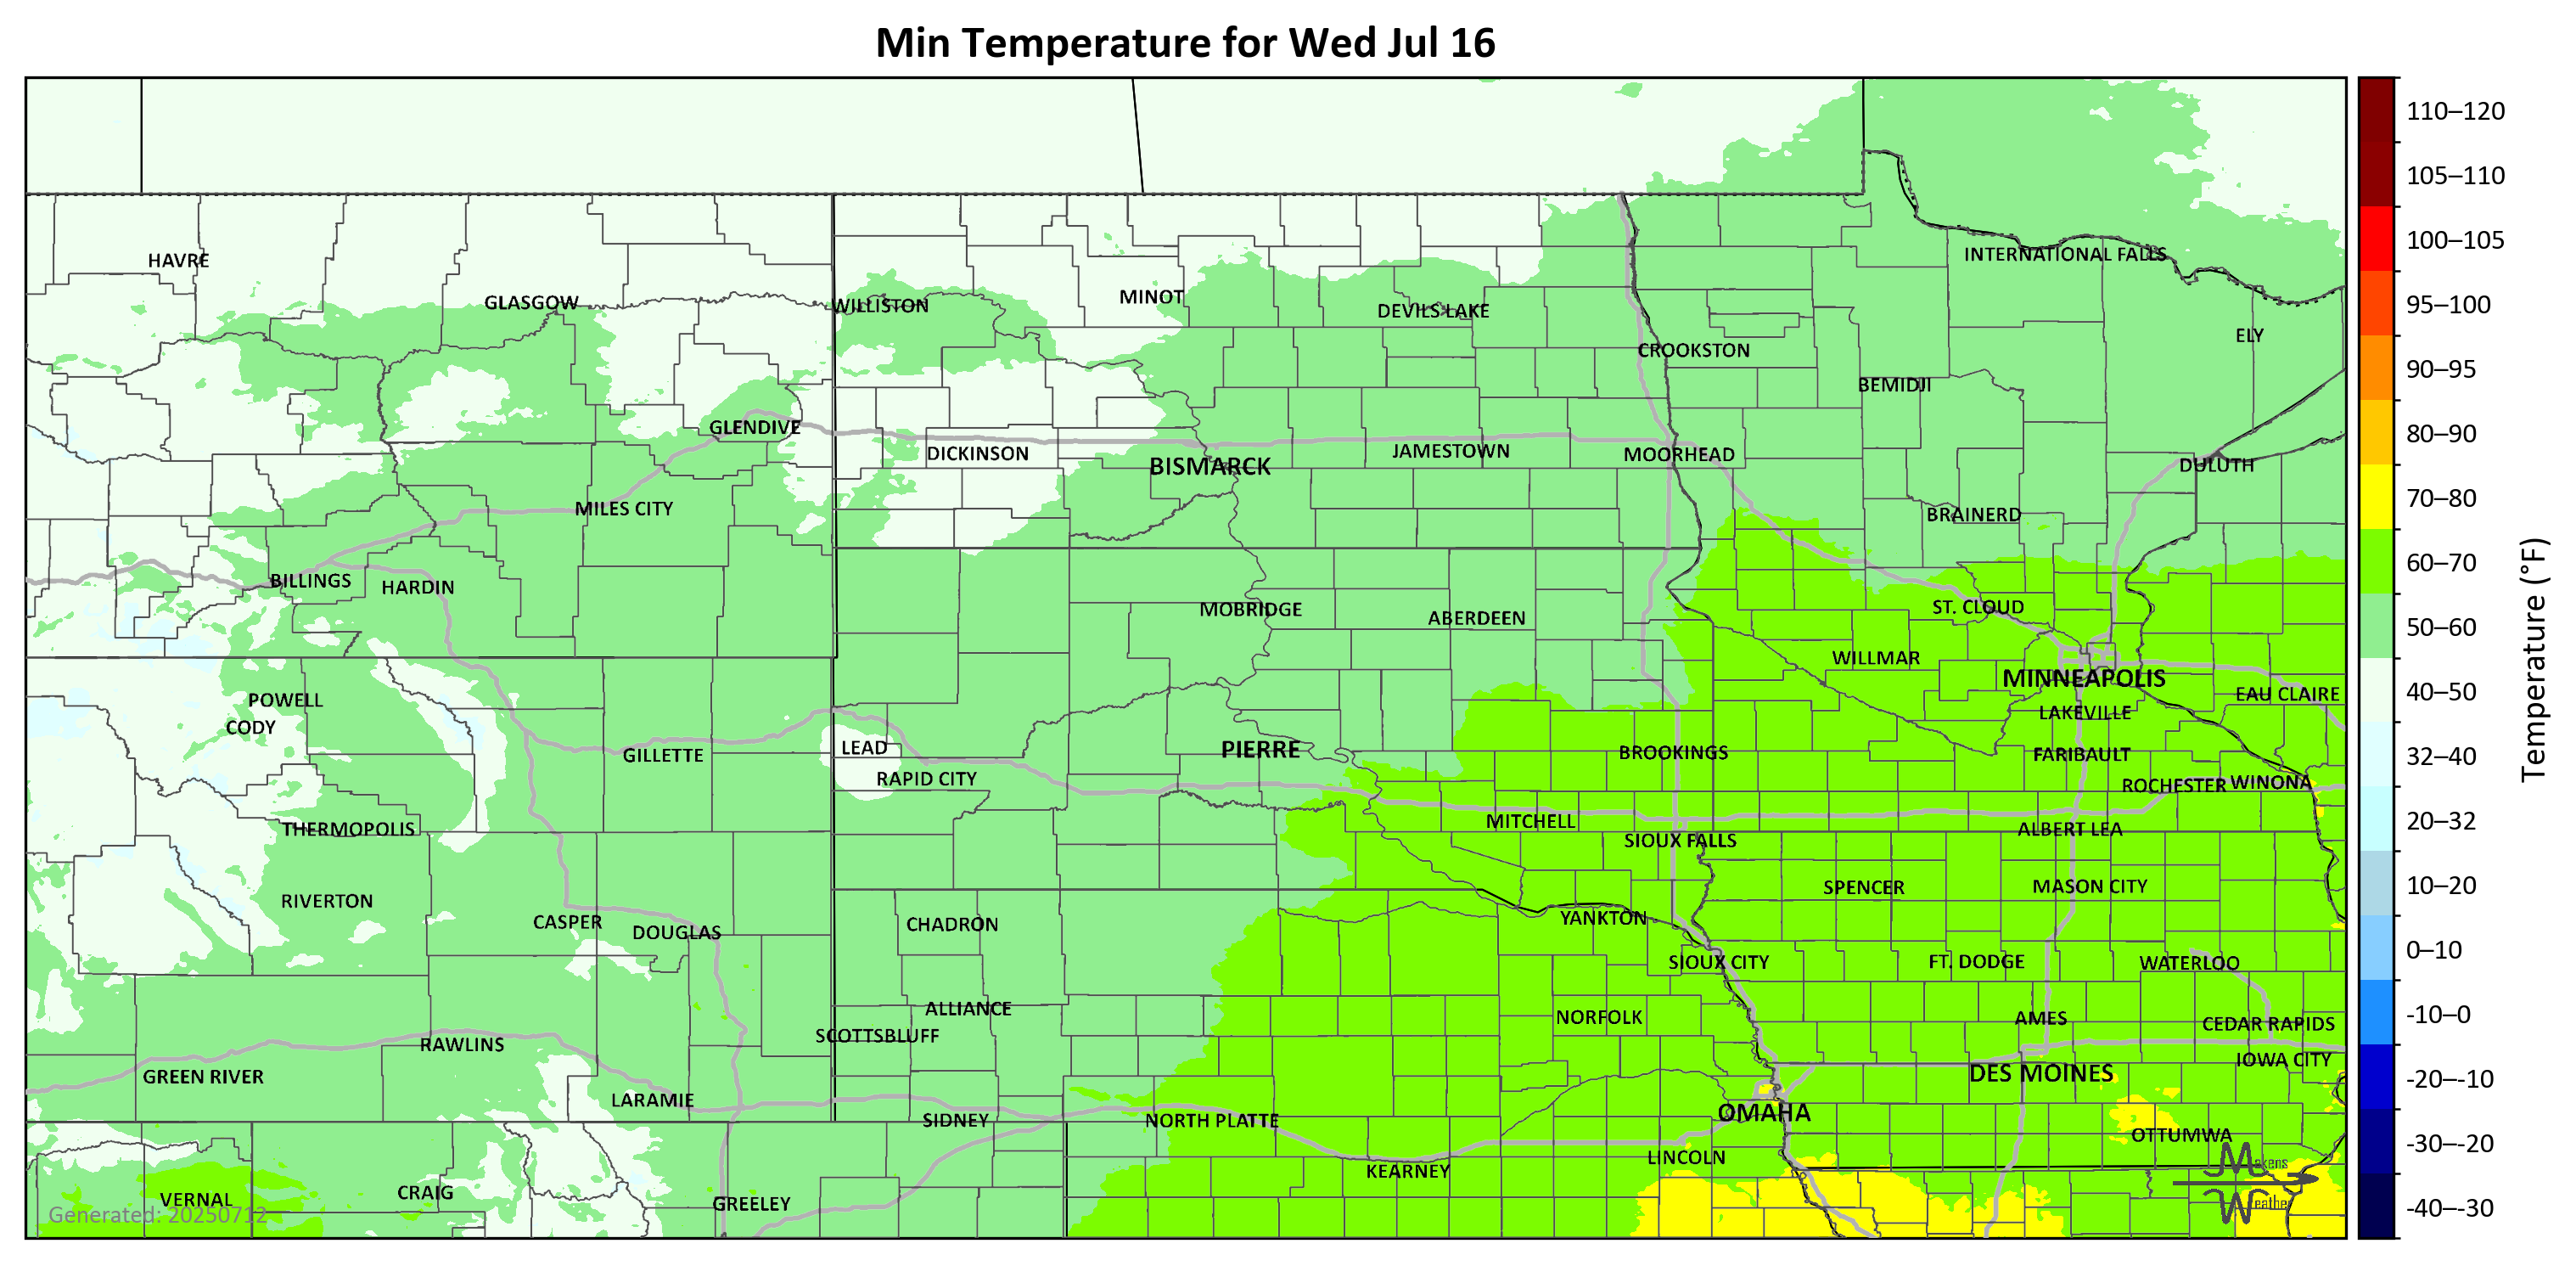 Min Temperature for Wed Jul 16
110–120
105–110
100–105
95–100
90–95
80–90
70–80
60–70
50–60
40–50
32–40
20–32
10–20
0–10
-10–0
-20–-10
-30–-20
-40–-30
Temperature (°F)
HAVRE
INTERNATIONAL FALLS
GLASGOW
WILLISTON
MINOT
DEVILS LAKE
ELY
CROOKSTON
BEMIDJI
GLENDIVE
DICKINSON
BISMARCK
JAMESTOWN
MOORHEAD
DULUTH
MILES CITY
BRAINERD
BILLINGS
HARDIN
MOBRIDGE
ABERDEEN
ST. CLOUD
WILLMAR
MINNEAPOLIS
EAU CLAIRE
POWELL
CODY
LAKEVILLE
GILLETTE
LEAD
PIERRE
BROOKINGS
FARIBAULT
RAPID CITY
ROCHESTER
WINONA
THERMOPOLIS
MITCHELL
SIOUX FALLS
ALBERT LEA
RIVERTON
SPENCER
MASON CITY
CASPER
DOUGLAS
CHADRON
YANKTON
SIOUX CITY
FT. DODGE
WATERLOO
ALLIANCE
SCOTTSBLUFF
NORFOLK
AMES
CEDAR RAPIDS
RAWLINS
IOWA CITY
GREEN RIVER
DES MOINES
LARAMIE
SIDNEY
NORTH PLATTE
OMAHA
OTTUMWA
LINCOLN
KEARNEY
VERNAL
CRAIG
GREELEY
Generated: 20250712
Makens
Weather